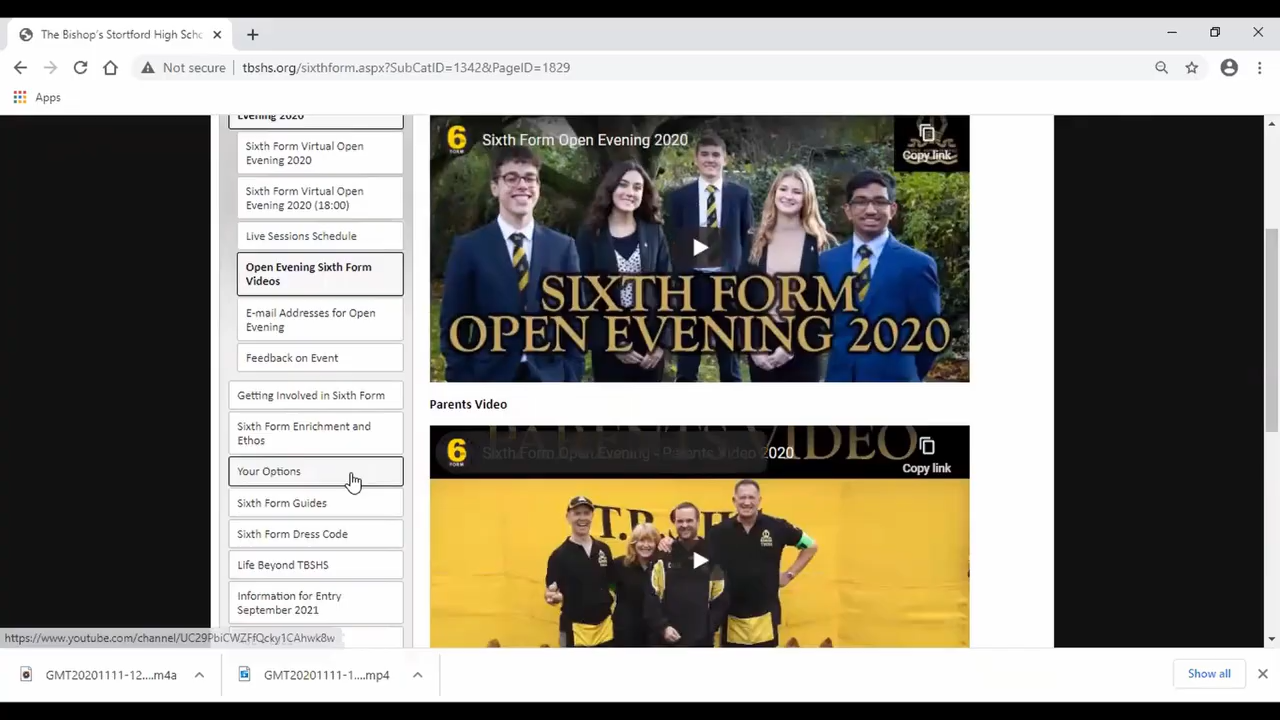 The Bishop's Stortford High Scho
Not secure
tbshs.org/sixthform.aspx?SubCatID=1342&PageID=1829
Apps
Evening 2020
Sixth Form Virtual Open
Evening 2020
Sixth Form Virtual Open
Evening 2020 (18:00)
Live Sessions Schedule
Open Evening Sixth Form
Videos
E-mail Addresses for Open
Evening
Feedback on Event
Getting Involved in Sixth Form
Sixth Form Enrichment and
Ethos
Your Options
Sixth Form Guides
Sixth Form Dress Code
Life Beyond TBSHS
Information for Entry
September 2021
6
FORM
Sixth Form Open Evening 2020
Copy link
SIXTH FORM
OPEN EVENING 2020
Parents Video
PARENTS VIDEO
6
FORM
Sixth Form Open Evening - Parents Video 2020
Copy link
T.B.SH
https://www.youtube.com/channel/UC29PbiCWZFfQcky1CAhwk8w
GMT20201111-12....m4a
GMT20201111-1....mp4
Show all